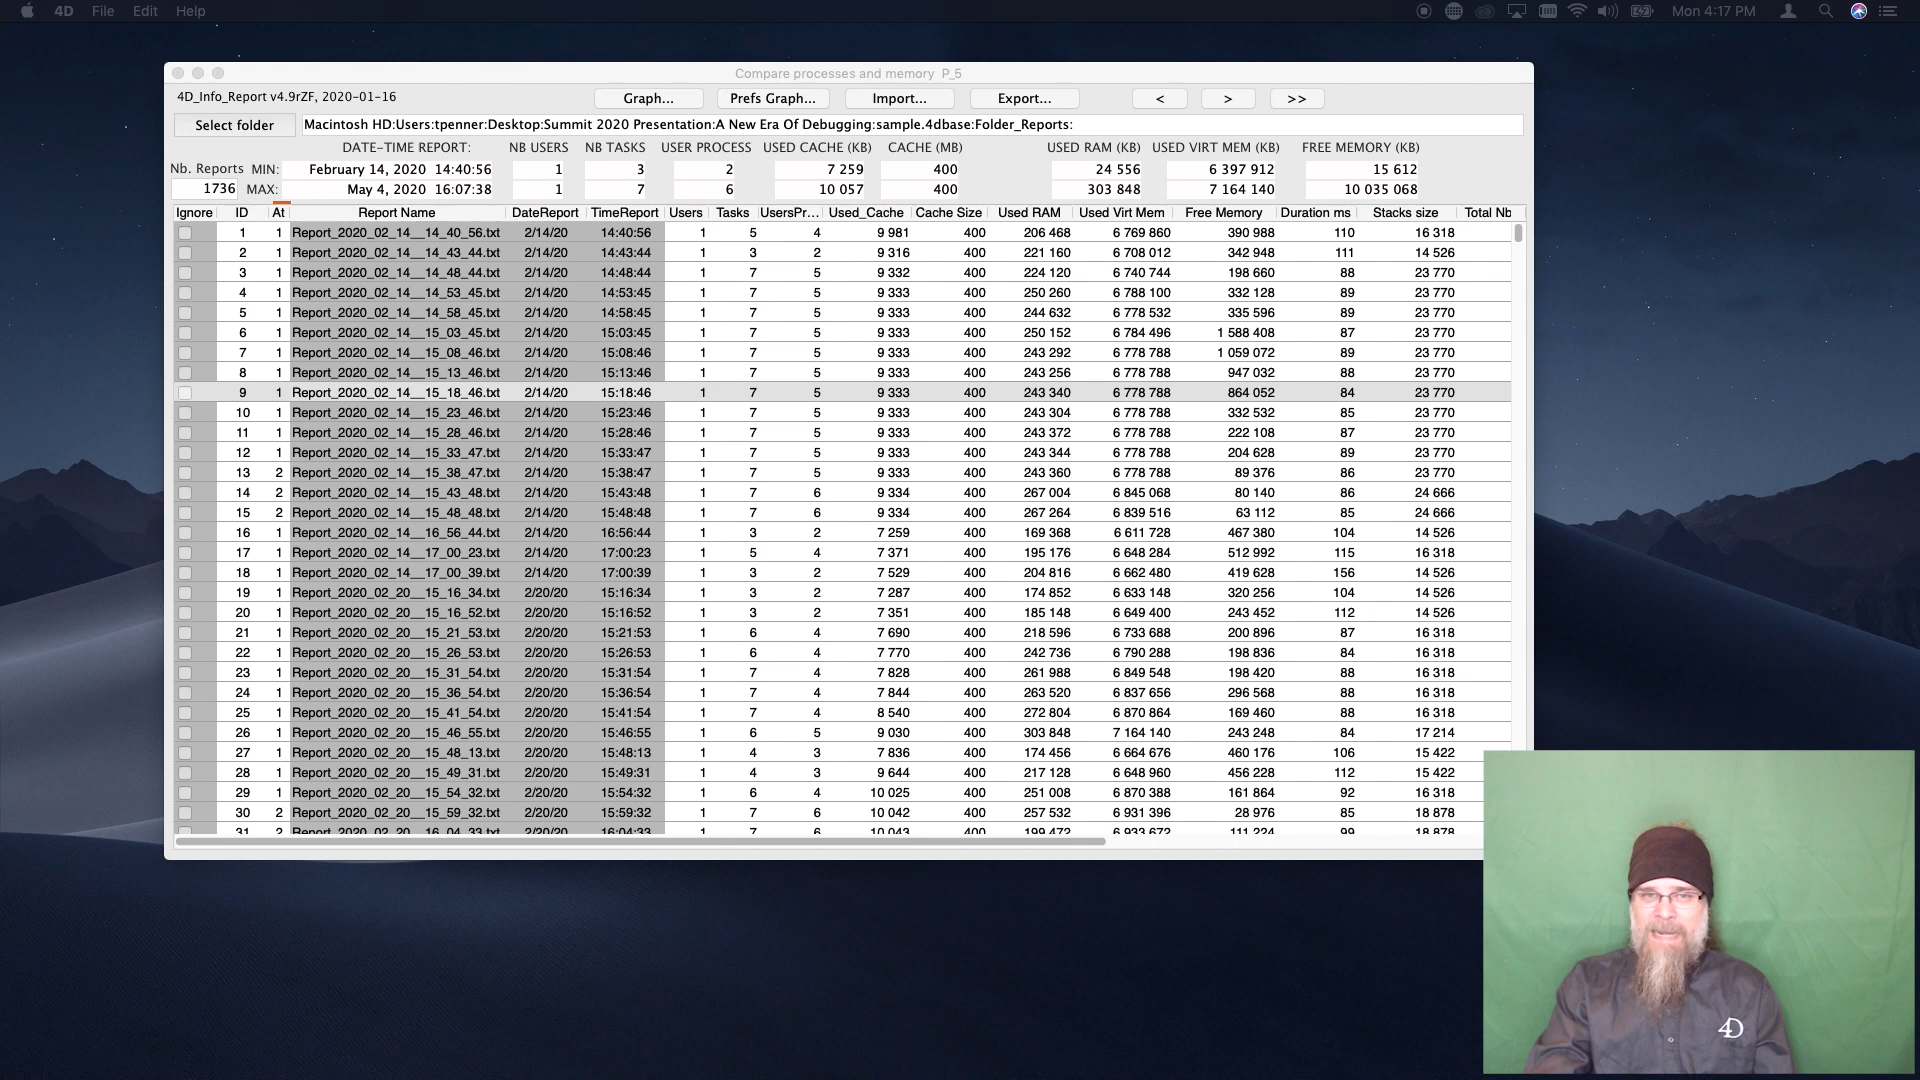 4D File Edit Help Mon 4:17 PM
Compare processes and memory P_5
4D_Info_Report v4.9rZF, 2020-01-16 Graph... Prefs Graph... Import... Export... < > >>
Select folder Macintosh HD:Users:tpenner:Desktop:Summit 2020 Presentation:A New Era Of Debugging:sample.4dbase:Folder_Reports:
DATE-TIME REPORT: NB USERS NB TASKS USER PROCESS USED CACHE (KB) CACHE (MB) USED RAM (KB) USED VIRT MEM (KB) FREE MEMORY (KB)
Nb. Reports MIN: February 14, 2020 14:40:56 1 3 2 7 259 400 24 556 6 397 912 15 612
1736 MAX: May 4, 2020 16:07:38 1 7 6 10 057 400 303 848 7 164 140 10 035 068
Ignore ID At Report Name DateReport TimeReport Users Tasks UsersPr... Used_Cache Cache Size Used RAM Used Virt Mem Free Memory Duration ms Stacks size Total Nb
1 1 Report_2020_02_14__14_40_56.txt 2/14/20 14:40:56 1 5 4 9 981 400 206 468 6 769 860 390 988 110 16 318
2 1 Report_2020_02_14__14_43_44.txt 2/14/20 14:43:44 1 3 2 9 316 400 221 160 6 708 012 342 948 111 14 526
3 1 Report_2020_02_14__14_48_44.txt 2/14/20 14:48:44 1 7 5 9 332 400 224 120 6 740 744 198 660 88 23 770
4 1 Report_2020_02_14__14_53_45.txt 2/14/20 14:53:45 1 7 5 9 333 400 250 260 6 788 100 332 128 89 23 770
5 1 Report_2020_02_14__14_58_45.txt 2/14/20 14:58:45 1 7 5 9 333 400 244 632 6 778 532 335 596 89 23 770
6 1 Report_2020_02_14__15_03_45.txt 2/14/20 15:03:45 1 7 5 9 333 400 250 152 6 784 496 1 588 408 87 23 770
7 1 Report_2020_02_14__15_08_46.txt 2/14/20 15:08:46 1 7 5 9 333 400 243 292 6 778 788 1 059 072 89 23 770
8 1 Report_2020_02_14__15_13_46.txt 2/14/20 15:13:46 1 7 5 9 333 400 243 256 6 778 788 947 032 88 23 770
9 1 Report_2020_02_14__15_18_46.txt 2/14/20 15:18:46 1 7 5 9 333 400 243 340 6 778 788 864 052 84 23 770
10 1 Report_2020_02_14__15_23_46.txt 2/14/20 15:23:46 1 7 5 9 333 400 243 304 6 778 788 332 532 85 23 770
11 1 Report_2020_02_14__15_28_46.txt 2/14/20 15:28:46 1 7 5 9 333 400 243 372 6 778 788 222 108 87 23 770
12 1 Report_2020_02_14__15_33_47.txt 2/14/20 15:33:47 1 7 5 9 333 400 243 344 6 778 788 204 628 89 23 770
13 2 Report_2020_02_14__15_38_47.txt 2/14/20 15:38:47 1 7 5 9 333 400 243 360 6 778 788 89 376 86 23 770
14 2 Report_2020_02_14__15_43_48.txt 2/14/20 15:43:48 1 7 6 9 334 400 267 004 6 845 068 80 140 86 24 666
15 2 Report_2020_02_14__15_48_48.txt 2/14/20 15:48:48 1 7 6 9 334 400 267 264 6 839 516 63 112 85 24 666
16 1 Report_2020_02_14__16_56_44.txt 2/14/20 16:56:44 1 3 2 7 259 400 169 368 6 611 728 467 380 104 14 526
17 1 Report_2020_02_14__17_00_23.txt 2/14/20 17:00:23 1 5 4 7 371 400 195 176 6 648 284 512 992 115 16 318
18 1 Report_2020_02_14__17_00_39.txt 2/14/20 17:00:39 1 3 2 7 529 400 204 816 6 662 480 419 628 156 14 526
19 1 Report_2020_02_20__15_16_34.txt 2/20/20 15:16:34 1 3 2 7 287 400 174 852 6 633 148 320 256 104 14 526
20 1 Report_2020_02_20__15_16_52.txt 2/20/20 15:16:52 1 3 2 7 351 400 185 148 6 649 400 243 452 112 14 526
21 1 Report_2020_02_20__15_21_53.txt 2/20/20 15:21:53 1 6 4 7 690 400 218 596 6 733 688 200 896 87 16 318
22 1 Report_2020_02_20__15_26_53.txt 2/20/20 15:26:53 1 6 4 7 770 400 242 736 6 790 288 198 836 84 16 318
23 1 Report_2020_02_20__15_31_54.txt 2/20/20 15:31:54 1 7 4 7 828 400 261 988 6 849 548 198 420 88 16 318
24 1 Report_2020_02_20__15_36_54.txt 2/20/20 15:36:54 1 7 4 7 844 400 263 520 6 837 656 296 568 88 16 318
25 1 Report_2020_02_20__15_41_54.txt 2/20/20 15:41:54 1 7 4 8 540 400 272 804 6 870 864 169 460 88 16 318
26 1 Report_2020_02_20__15_46_55.txt 2/20/20 15:46:55 1 6 5 9 030 400 303 848 7 164 140 243 248 84 17 214
27 1 Report_2020_02_20__15_48_13.txt 2/20/20 15:48:13 1 4 3 7 836 400 174 456 6 664 676 460 176 106 15 422
28 1 Report_2020_02_20__15_49_31.txt 2/20/20 15:49:31 1 4 3 9 644 400 217 128 6 648 960 456 228 112 15 422
29 1 Report_2020_02_20__15_54_32.txt 2/20/20 15:54:32 1 6 4 10 025 400 251 008 6 870 388 161 864 92 16 318
30 2 Report_2020_02_20__15_59_32.txt 2/20/20 15:59:32 1 7 6 10 042 400 257 532 6 931 396 28 976 85 18 878
31 2 Report_2020_02_20__16_04_33.txt 2/20/20 16:04:33 1 7 6 10 043 400 199 472 6 933 672 111 224 99 18 878
4D